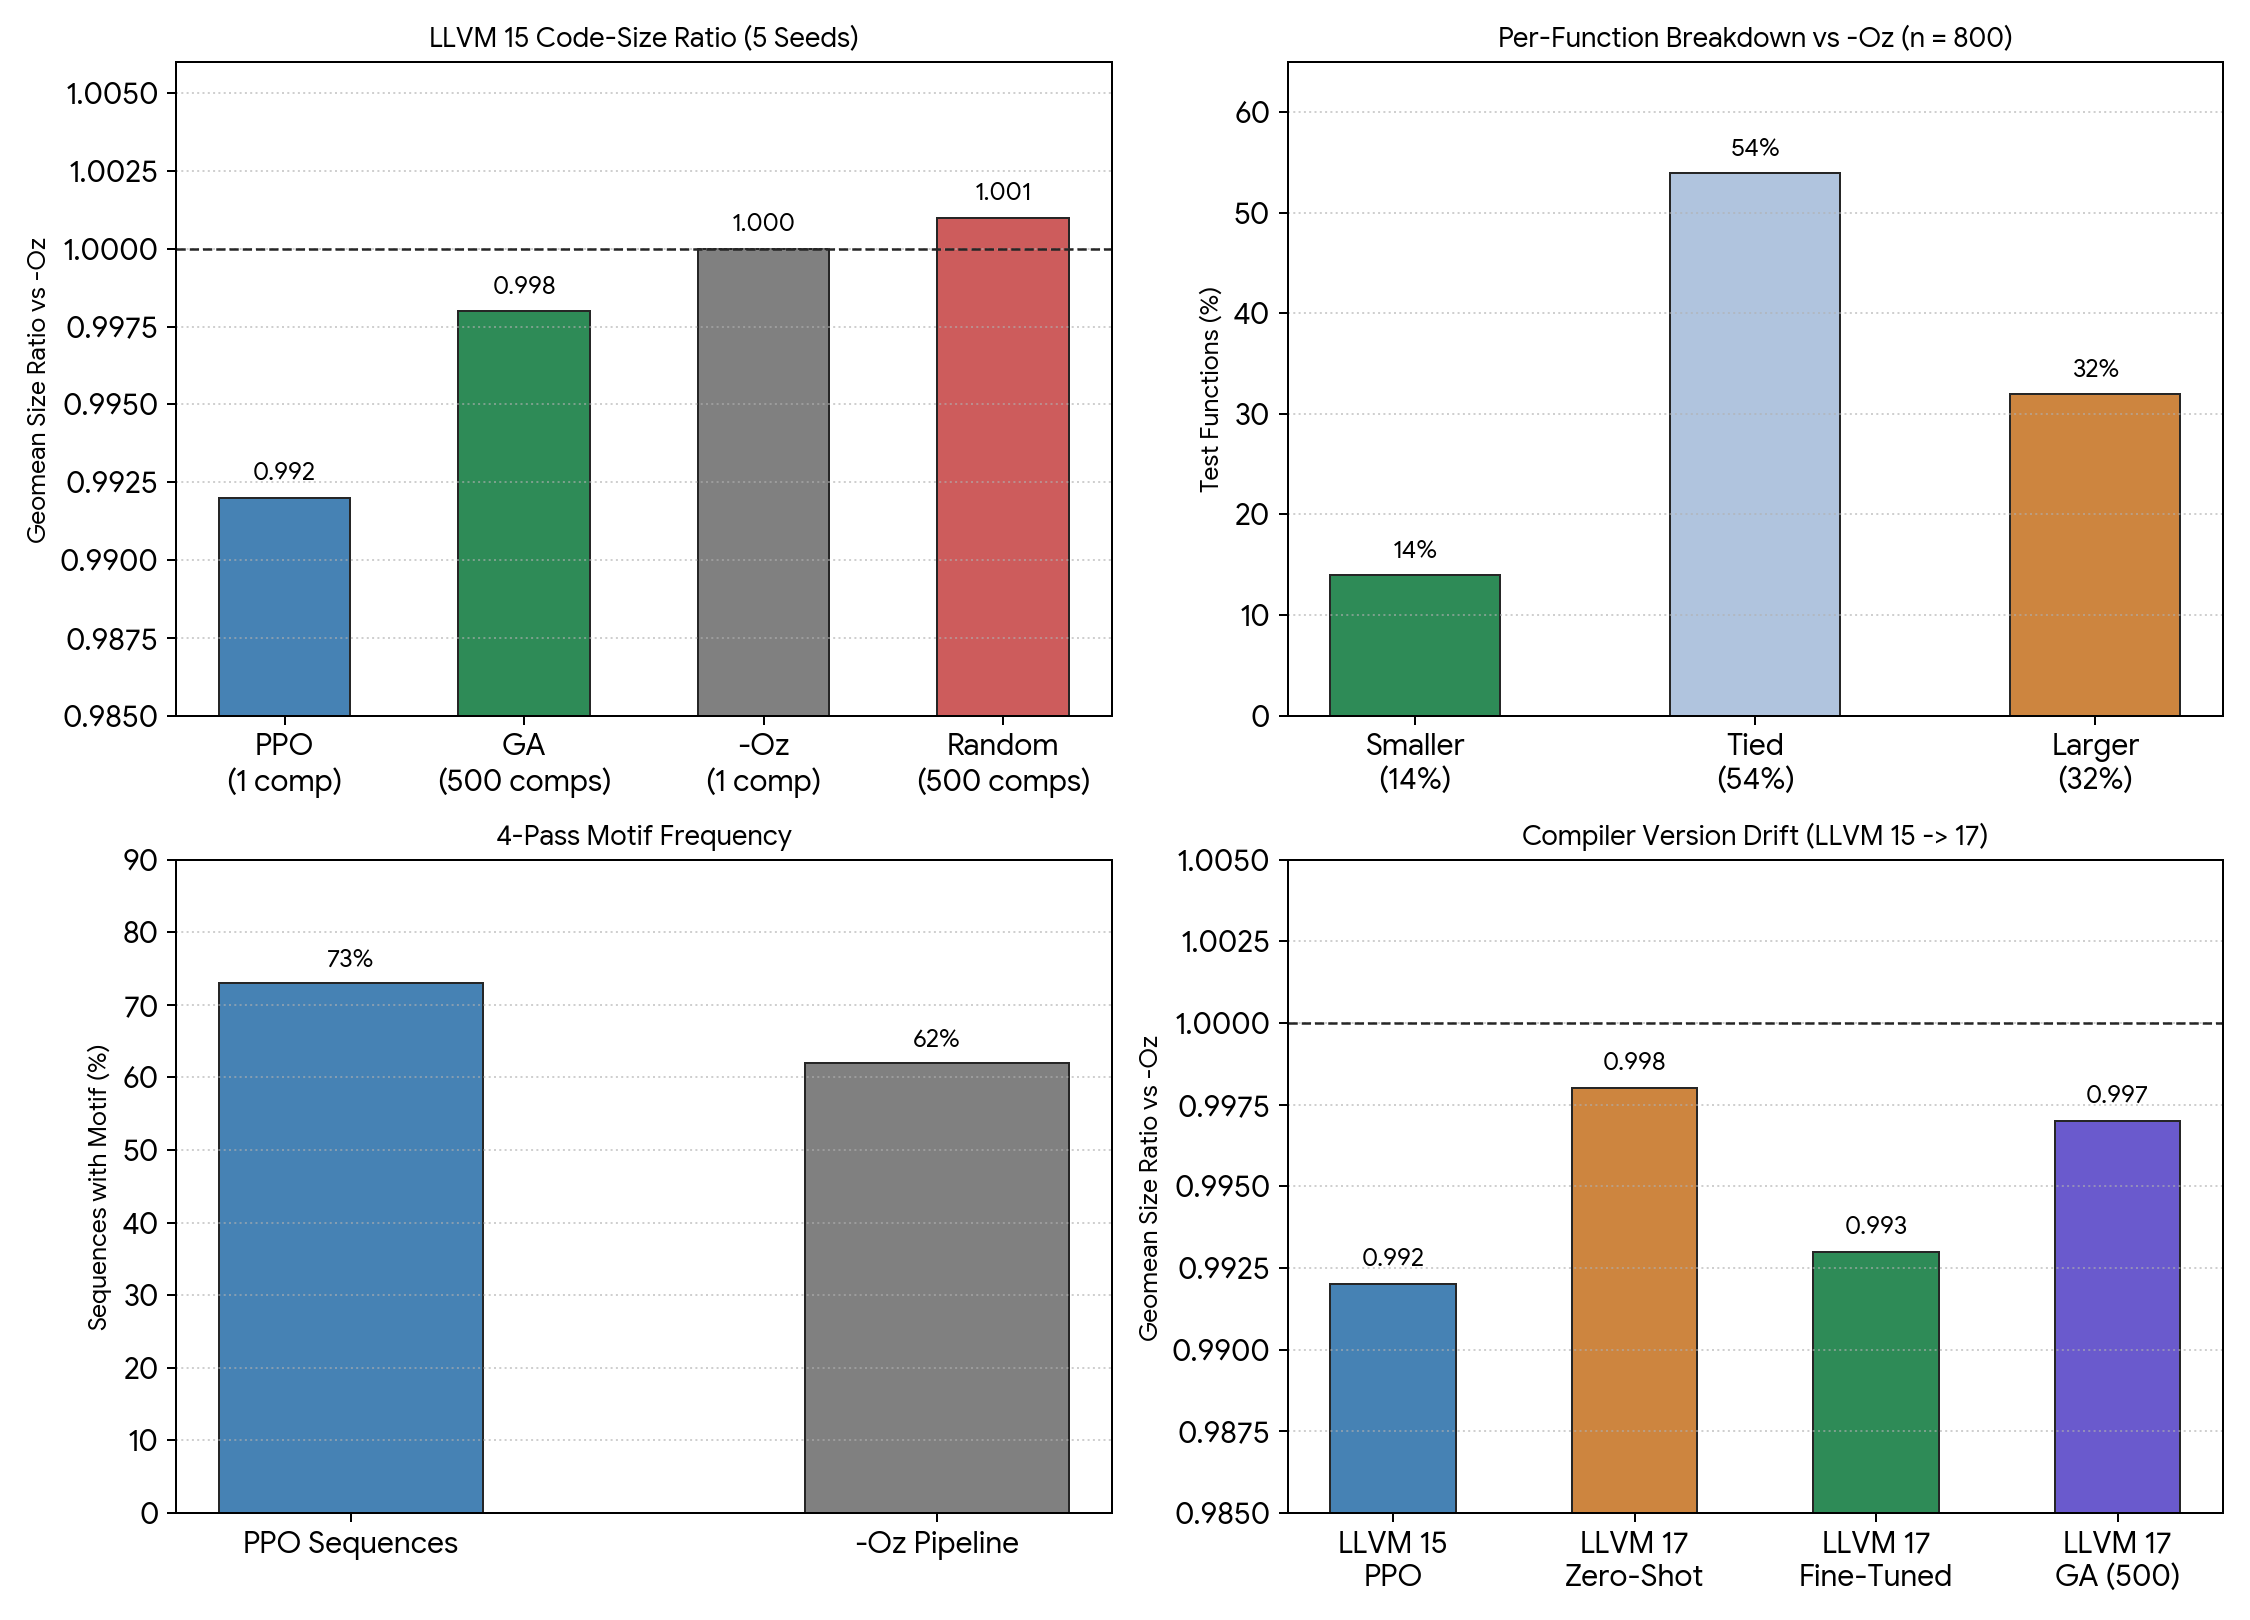 LLVM 15 Code-Size Ratio (5 Seeds)
Geomean Size Ratio vs -Oz
1.0050
1.0025
1.0000
0.9975
0.9950
0.9925
0.9900
0.9875
0.9850
0.992
0.998
1.000
1.001
PPO
(1 comp)
GA
(500 comps)
-Oz
(1 comp)
Random
(500 comps)
Per-Function Breakdown vs -Oz (n = 800)
Test Functions (%)
60
50
40
30
20
10
0
14%
54%
32%
Smaller
(14%)
Tied
(54%)
Larger
(32%)
4-Pass Motif Frequency
Sequences with Motif (%)
90
80
70
60
50
40
30
20
10
0
73%
62%
PPO Sequences
-Oz Pipeline
Compiler Version Drift (LLVM 15 -> 17)
Geomean Size Ratio vs -Oz
1.0050
1.0025
1.0000
0.9975
0.9950
0.9925
0.9900
0.9875
0.9850
0.992
0.998
0.993
0.997
LLVM 15
PPO
LLVM 17
Zero-Shot
LLVM 17
Fine-Tuned
LLVM 17
GA (500)